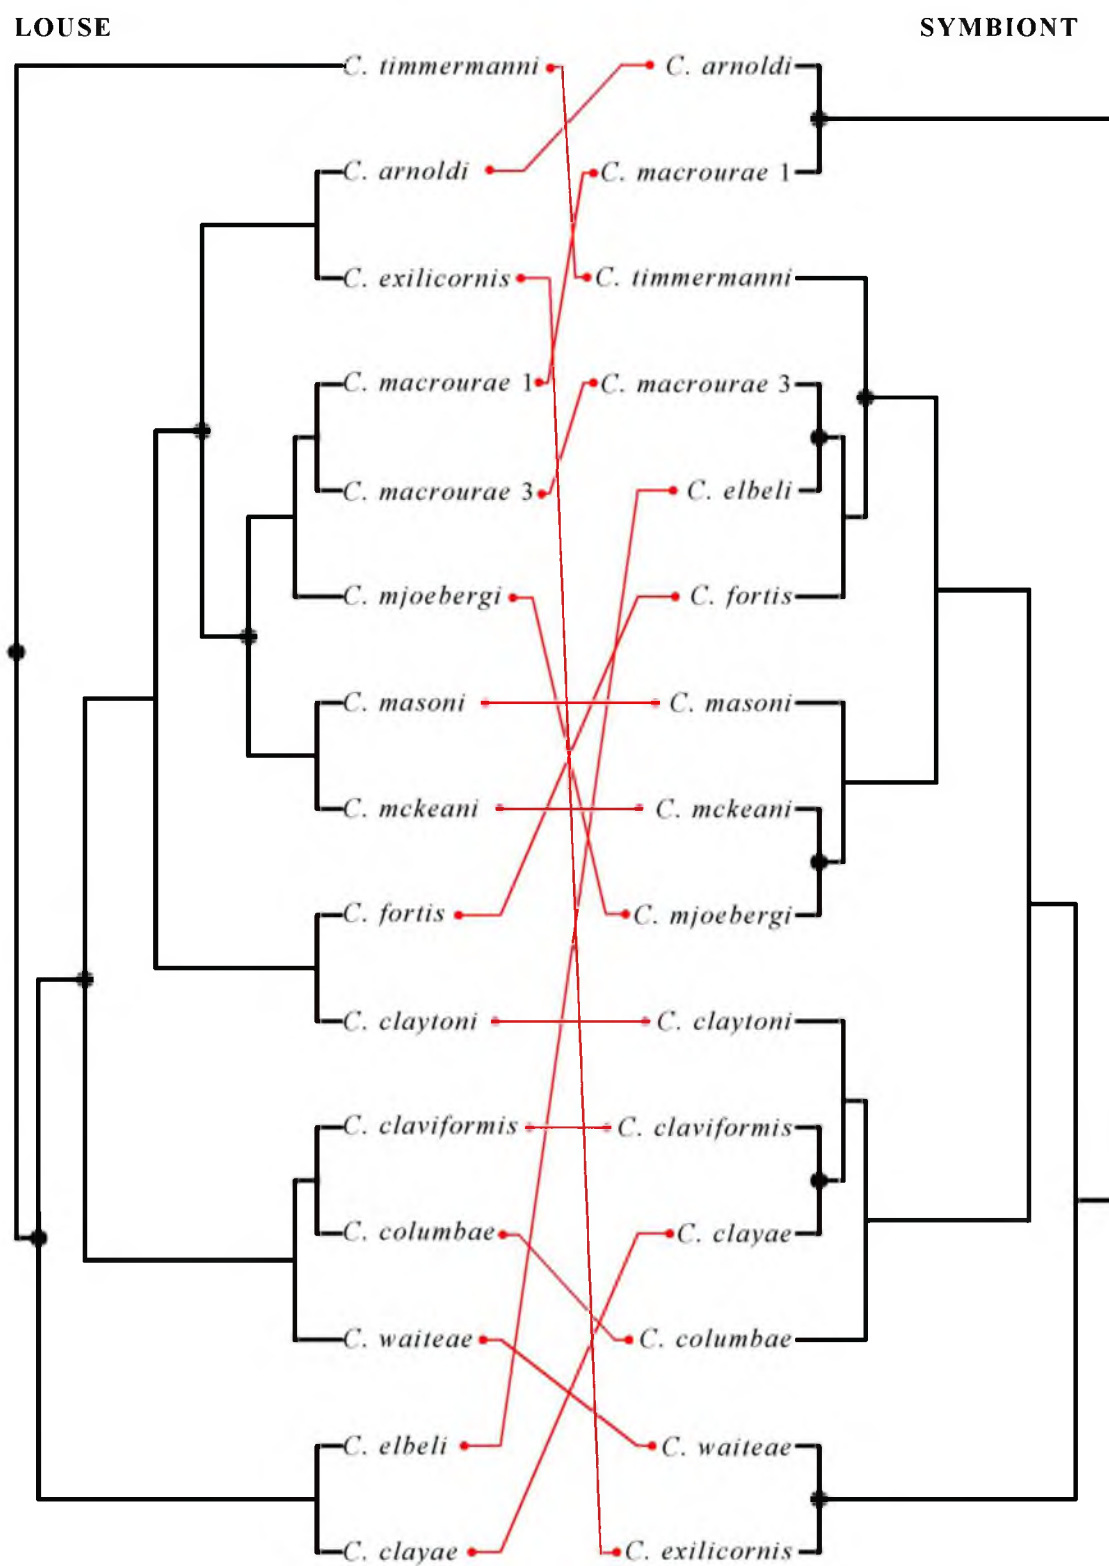 LOUSE SYMBIONT
C. timmermanni C. arnoldi
C. arnoldi C. macrourae 1
C. exilicornis C. timmermanni
C. macrourae 1 C. macrourae 3
C. macrourae 3 C. elbeli
C. mjoebergi C. fortis
C. masoni C. masoni
C. mckeani C. mckeani
C. fortis C. mjoebergi
C. claytoni C. claytoni
C. claviformis C. claviformis
C. columbae C. clayae
C. waiteae C. columbae
C. elbeli C. waiteae
C. clayae C. exilicornis